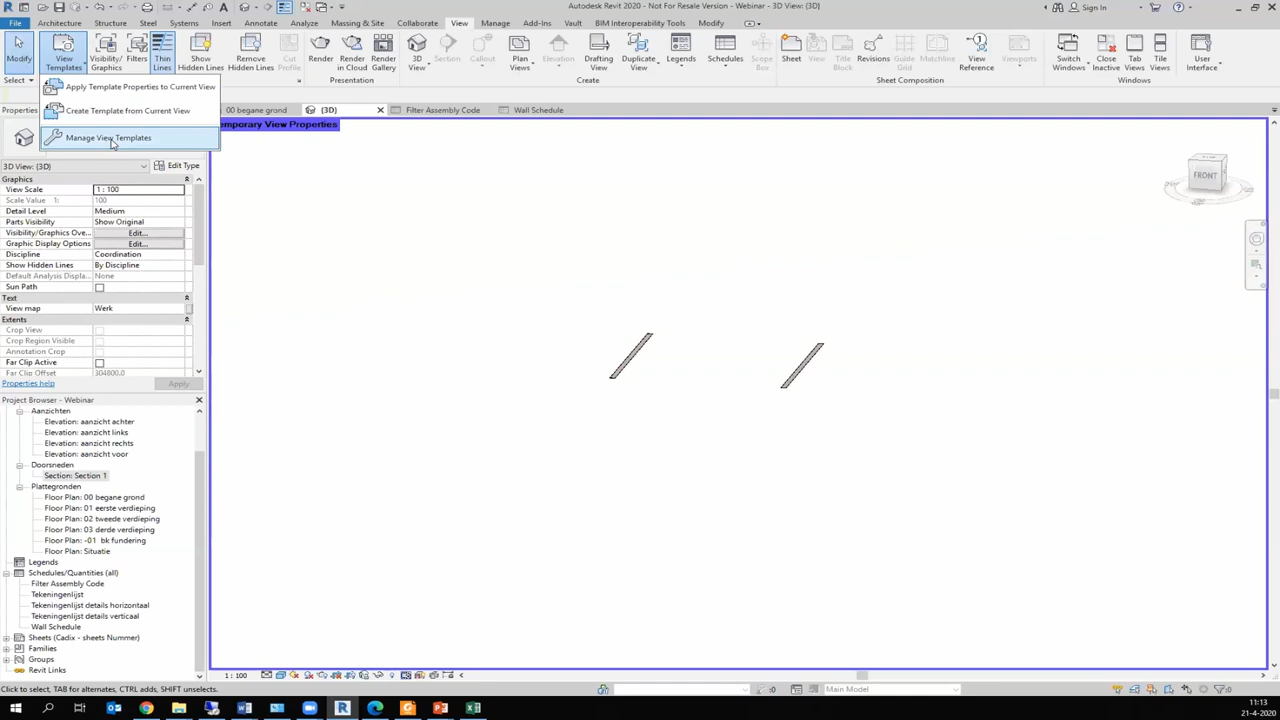 Autodesk Revit 2020 - Not For Resale Version - Webinar - 3D View: {3D}
Sign In
File Architecture Structure Steel Systems Insert Annotate Analyze Massing & Site Collaborate View Manage Add-Ins Vault BIM Interoperability Tools Modify
Modify
View Templates
Visibility/ Graphics
Filters
Thin Lines
Show Hidden Lines
Remove Hidden Lines
Cut Profile
Render
Render in Cloud
Render Gallery
3D View
Section
Callout
Plan Views
Elevation
Drafting View
Duplicate View
Legends
Schedules
Scope Box
Sheet
View
Title Block
Revisions
Guide Grid
Matchline
View Reference
Viewports
Switch Windows
Close Inactive
Tab Views
Tile Views
User Interface
Select
Presentation
Create
Sheet Composition
Windows
Apply Template Properties to Current View
Create Template from Current View
Manage View Templates
Properties
00 begane grond
{3D}
Filter Assembly Code
Wall Schedule
emporary View Properties
FRONT
3D View: {3D}
Edit Type
Graphics
View Scale 1 : 100
Scale Value 1: 100
Detail Level Medium
Parts Visibility Show Original
Visibility/Graphics Ove... Edit...
Graphic Display Options Edit...
Discipline Coordination
Show Hidden Lines By Discipline
Default Analysis Displa... None
Sun Path
Text
View map Werk
Extents
Crop View
Crop Region Visible
Annotation Crop
Far Clip Active
Far Clip Offset 304800.0
Properties help
Apply
Project Browser - Webinar
Aanzichten
Elevation: aanzicht achter
Elevation: aanzicht links
Elevation: aanzicht rechts
Elevation: aanzicht voor
Doorsneden
Section: Section 1
Plattegronden
Floor Plan: 00 begane grond
Floor Plan: 01 eerste verdieping
Floor Plan: 02 tweede verdieping
Floor Plan: 03 derde verdieping
Floor Plan: -01 bk fundering
Floor Plan: Situatie
Legends
Schedules/Quantities (all)
Filter Assembly Code
Tekeningenlijst
Tekeningenlijst details horizontaal
Tekeningenlijst details verticaal
Wall Schedule
Sheets (Cadix - sheets Nummer)
Families
Groups
Revit Links
1 : 100
Click to select, TAB for alternates, CTRL adds, SHIFT unselects.
:0
Main Model
:0
11:13
21-4-2020